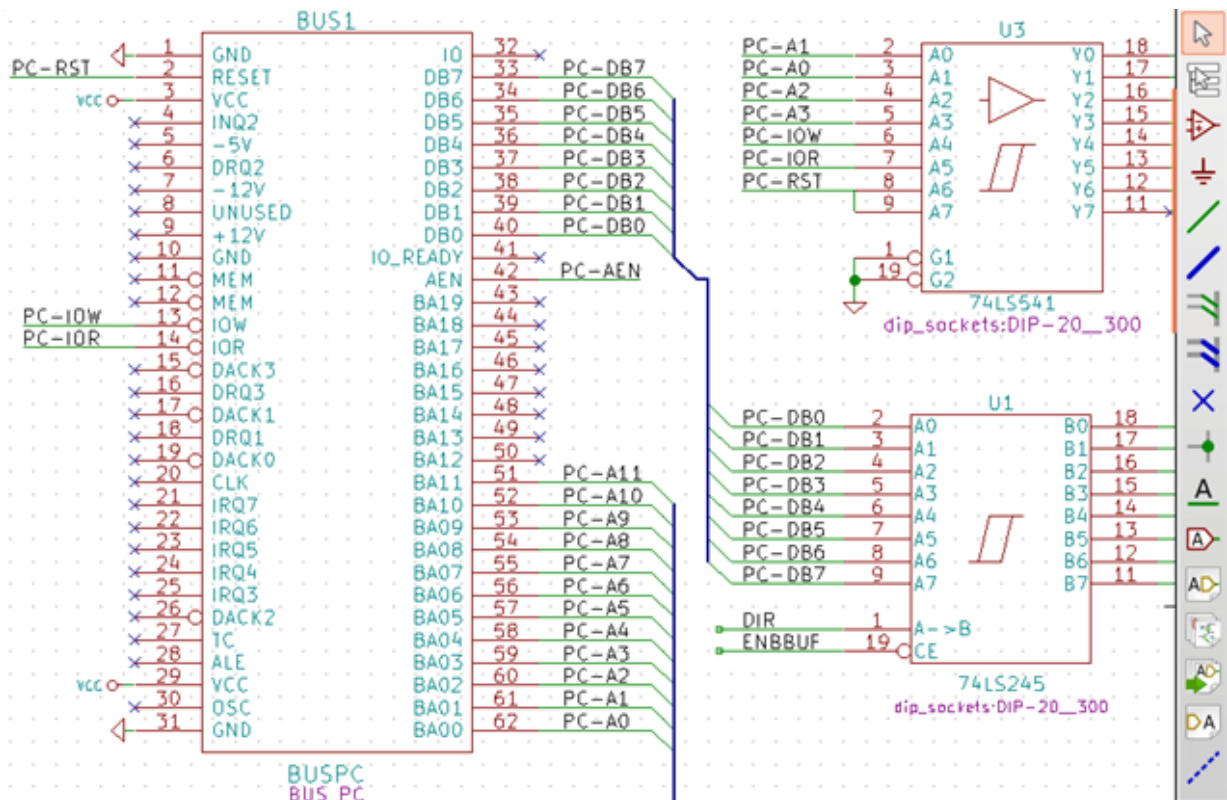 BUS1
1 GND IO 32
PC-RST 2 RESET DB7 33 PC-DB7
VCC 3 VCC DB6 34 PC-DB6
4 INQ2 DB5 35 PC-DB5
5 -5V DB4 36 PC-DB4
6 DRQ2 DB3 37 PC-DB3
7 -12V DB2 38 PC-DB2
8 UNUSED DB1 39 PC-DB1
9 +12V DB0 40 PC-DB0
10 GND IO_READY 41
11 MEM AEN 42 PC-AEN
12 MEM BA19 43
PC-IOW 13 IOW BA18 44
PC-IOR 14 IOR BA17 45
15 DACK3 BA16 46
16 DRQ3 BA15 47
17 DACK1 BA14 48
18 DRQ1 BA13 49
19 DACK0 BA12 50
20 CLK BA11 51 PC-A11
21 IRQ7 BA10 52 PC-A10
22 IRQ6 BA09 53 PC-A9
23 IRQ5 BA08 54 PC-A8
24 IRQ4 BA07 55 PC-A7
25 IRQ3 BA06 56 PC-A6
26 DACK2 BA05 57 PC-A5
27 TC BA04 58 PC-A4
28 ALE BA03 59 PC-A3
VCC 29 VCC BA02 60 PC-A2
30 OSC BA01 61 PC-A1
31 GND BA00 62 PC-A0
BUSPC
BUS_PC
U3
PC-A1 2 A0 Y0 18
PC-A0 3 A1 Y1 17
PC-A2 4 A2 Y2 16
PC-A3 5 A3 Y3 15
PC-IOW 6 A4 Y4 14
PC-IOR 7 A5 Y5 13
PC-RST 8 A6 Y6 12
9 A7 Y7 11
1 G1
19 G2
74LS541
dip_sockets:DIP-20__300
U1
PC-DB0 2 A0 B0 18
PC-DB1 3 A1 B1 17
PC-DB2 4 A2 B2 16
PC-DB3 5 A3 B3 15
PC-DB4 6 A4 B4 14
PC-DB5 7 A5 B5 13
PC-DB6 8 A6 B6 12
PC-DB7 9 A7 B7 11
DIR 1 A->B
ENBBUF 19 CE
74LS245
dip_sockets:DIP-20__300
A
A
AD
AD
DA